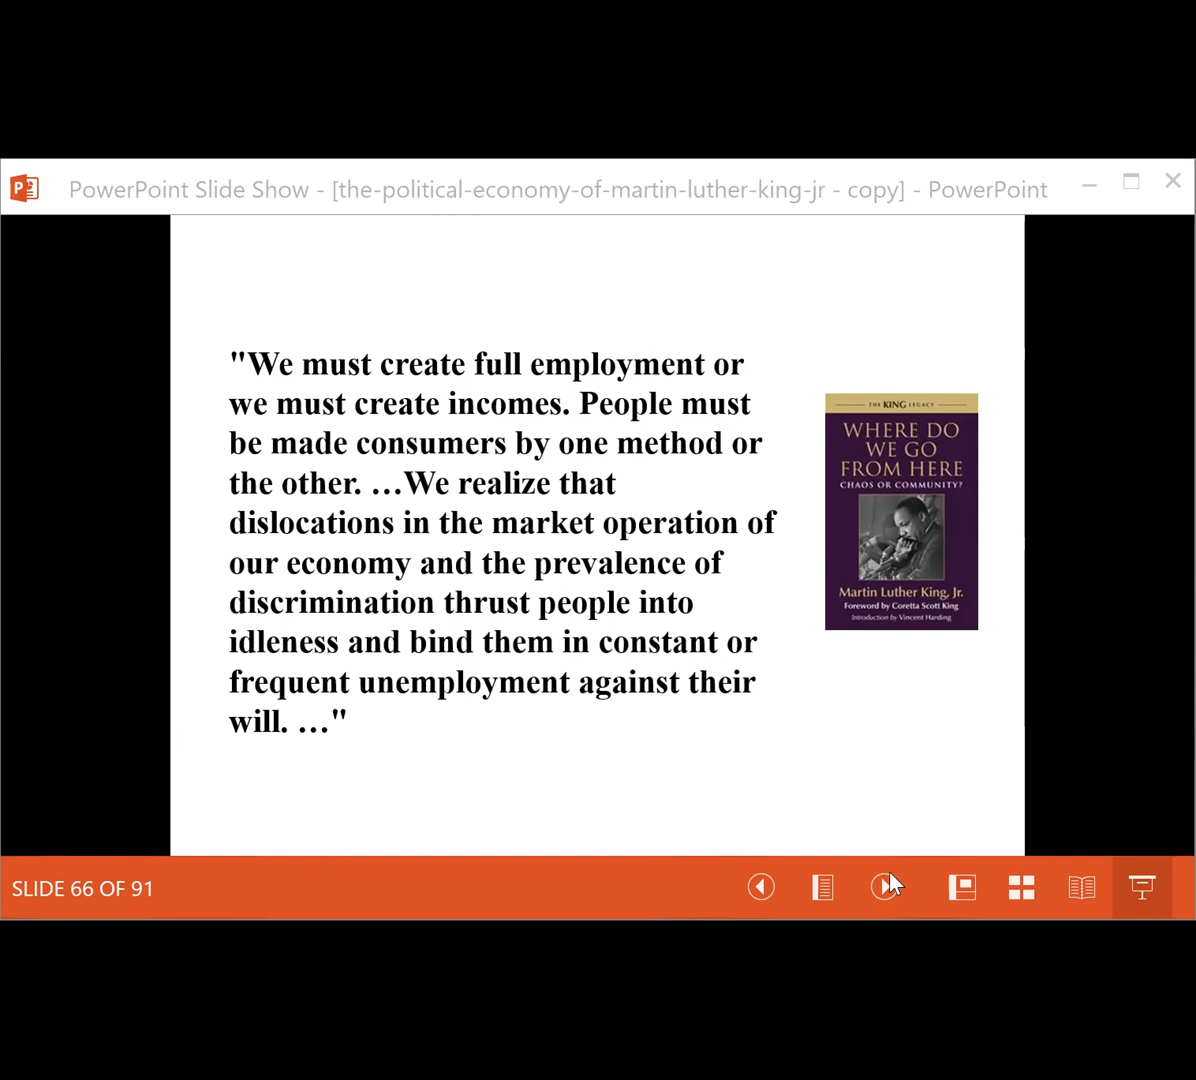 PowerPoint Slide Show - [the-political-economy-of-martin-luther-king-jr - copy] - PowerPoint
"We must create full employment or
we must create incomes. People must
be made consumers by one method or
the other. …We realize that
dislocations in the market operation of
our economy and the prevalence of
discrimination thrust people into
idleness and bind them in constant or
frequent unemployment against their
will. …"
THE KING LEGACY
WHERE DO
WE GO
FROM HERE
CHAOS OR COMMUNITY?
Martin Luther King, Jr.
Foreword by Coretta Scott King
Introduction by Vincent Harding
SLIDE 66 OF 91